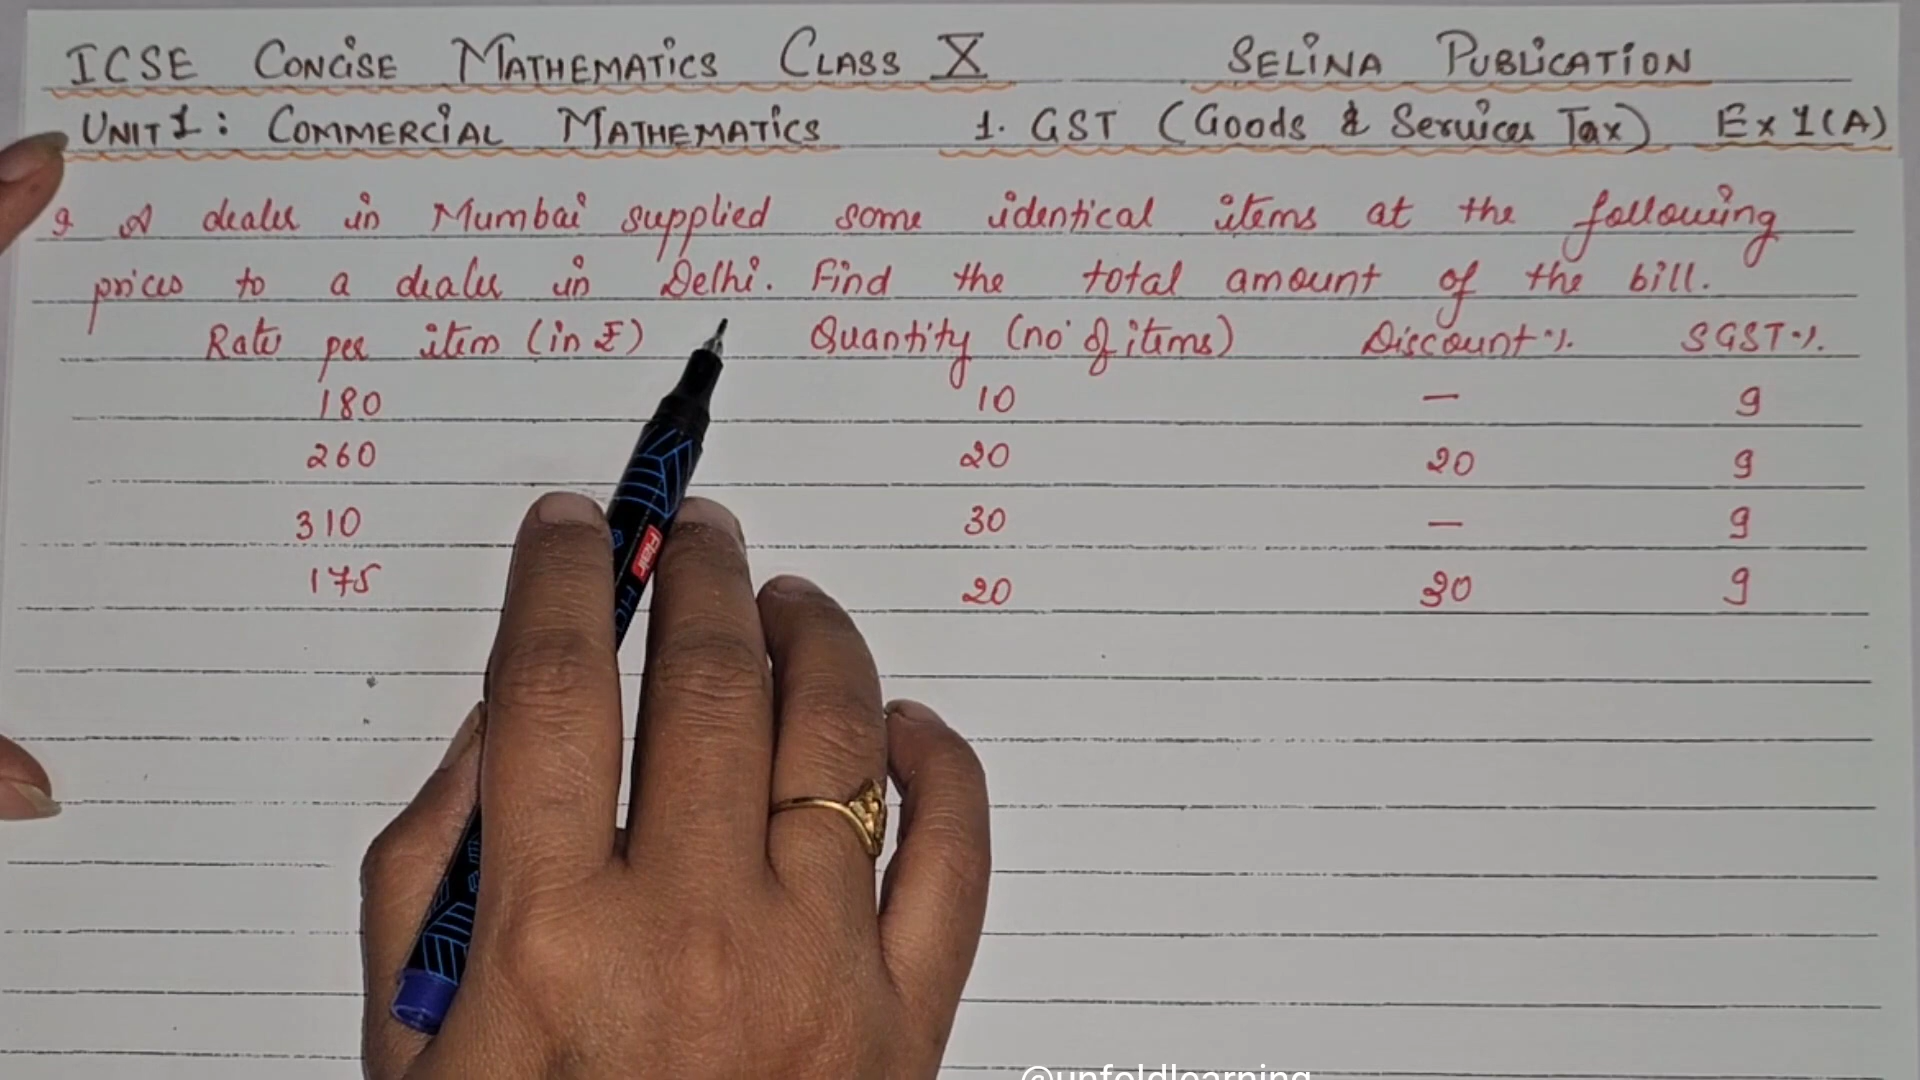 ICSE CONCISE MATHEMATICS CLASS X SELINA PUBLICATION
UNIT 1: COMMERCIAL MATHEMATICS 1. GST (Goods & Services Tax) Ex 1(A)
9 A dealer in Mumbai supplied some identical items at the following
prices to a dealer in Delhi. Find the total amount of the bill.
Rate per item (in ₹) Quantity (no of items) Discount % SGST %
180 10 — 9
260 20 20 9
310 30 — 9
175 20 30 9
Flair
@unfoldlearning